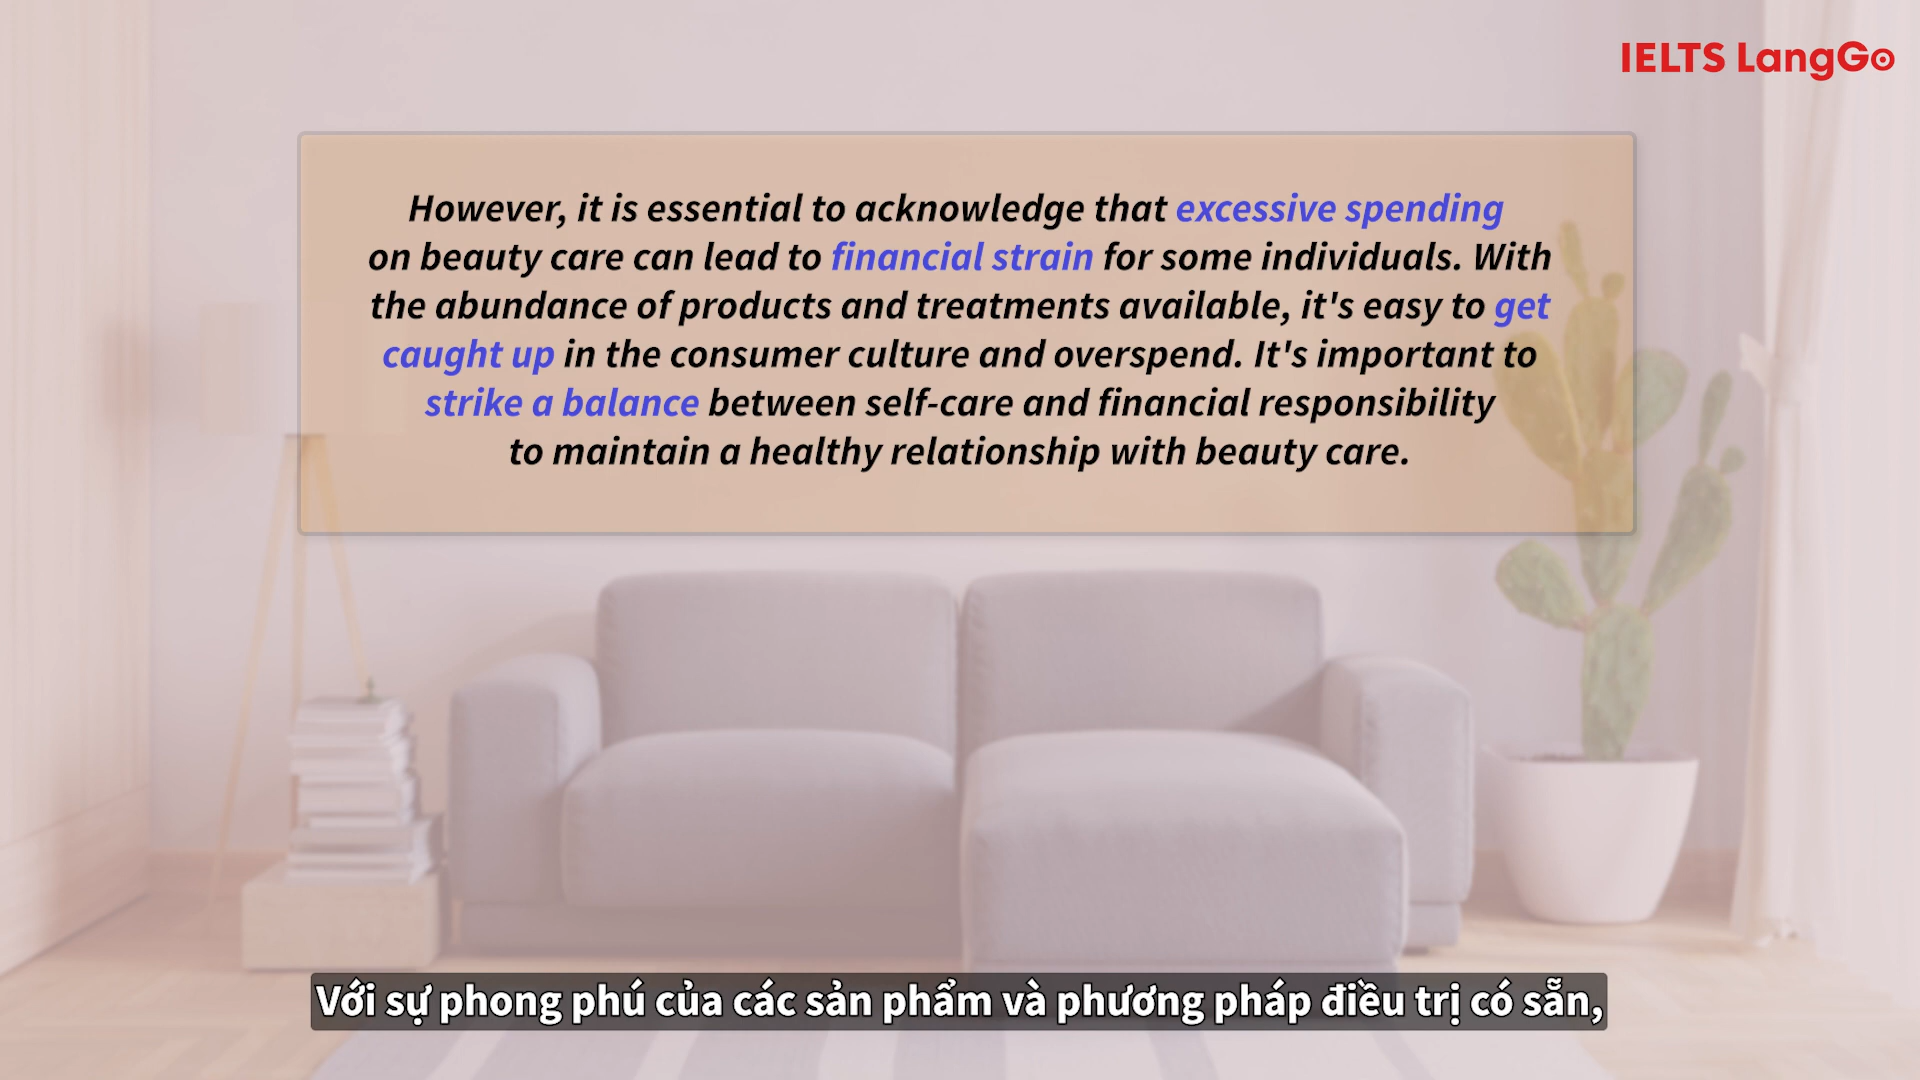 IELTS LangGo
However, it is essential to acknowledge that excessive spending
on beauty care can lead to financial strain for some individuals. With
the abundance of products and treatments available, it's easy to get
caught up in the consumer culture and overspend. It's important to
strike a balance between self-care and financial responsibility
to maintain a healthy relationship with beauty care.
Với sự phong phú của các sản phẩm và phương pháp điều trị có sẵn,